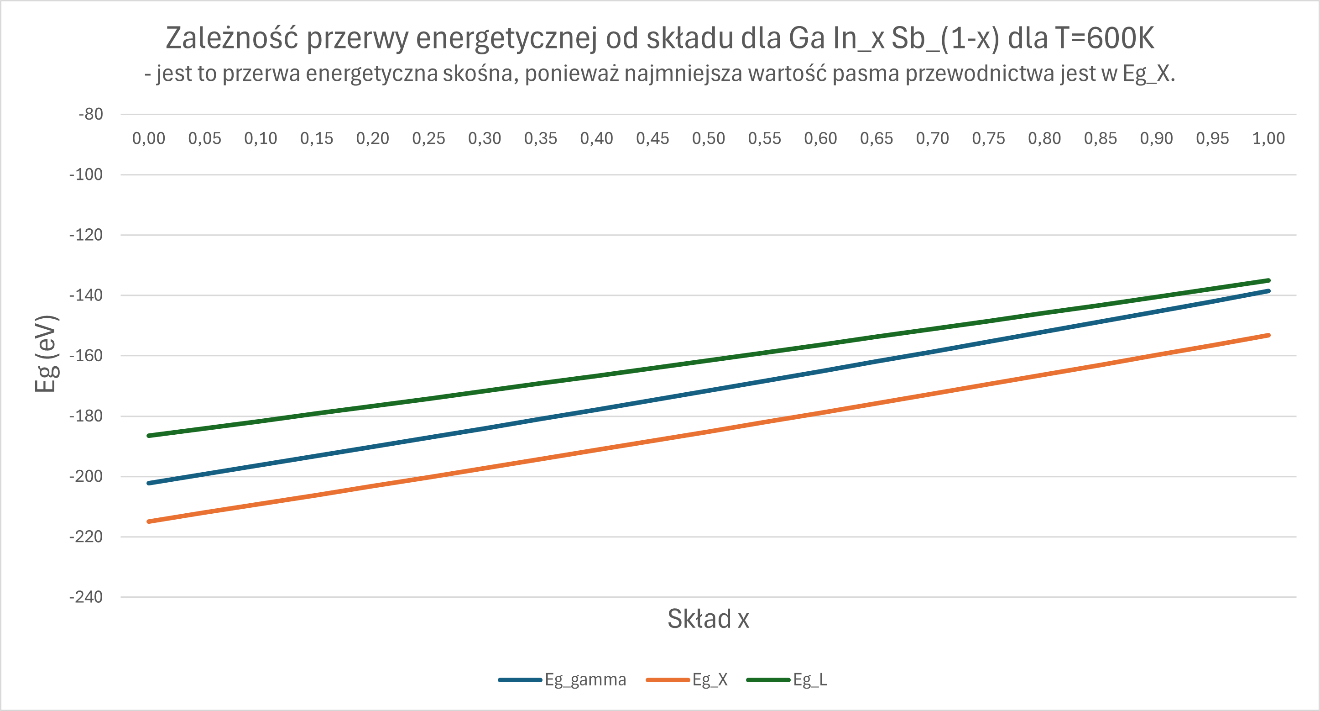 Zależność przerwy energetycznej od składu dla Ga In_x Sb_(1-x) dla T=600K
- jest to przerwa energetyczna skośna, ponieważ najmniejsza wartość pasma przewodnictwa jest w Eg_X.
-80
0,00 0,05 0,10 0,15 0,20 0,25 0,30 0,35 0,40 0,45 0,50 0,55 0,60 0,65 0,70 0,75 0,80 0,85 0,90 0,95 1,00
-100
-120
-140
-160
-180
-200
-220
-240
Eg (eV)
Skład x
Eg_gamma Eg_X Eg_L